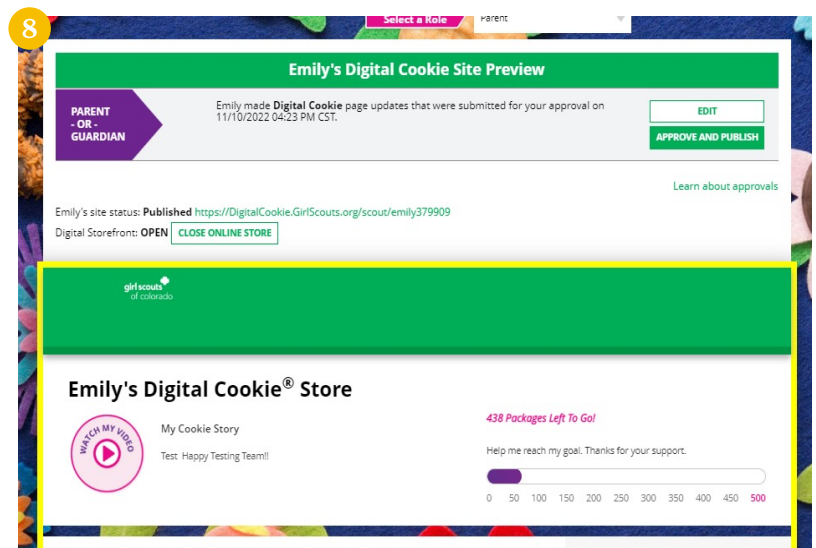 8
Select a Role
Parent
Emily's Digital Cookie Site Preview
PARENT
- OR -
GUARDIAN
Emily made Digital Cookie page updates that were submitted for your approval on
11/10/2022 04:23 PM CST.
EDIT
APPROVE AND PUBLISH
Learn about approvals
Emily's site status: Published https://DigitalCookie.GirlScouts.org/scout/emily379909
Digital Storefront: OPEN CLOSE ONLINE STORE
girl scouts
of colorado
Emily's Digital Cookie® Store
WATCH MY VIDEO
My Cookie Story
Test Happy Testing Team!!
438 Packages Left To Go!
Help me reach my goal. Thanks for your support.
0 50 100 150 200 250 300 350 400 450 500